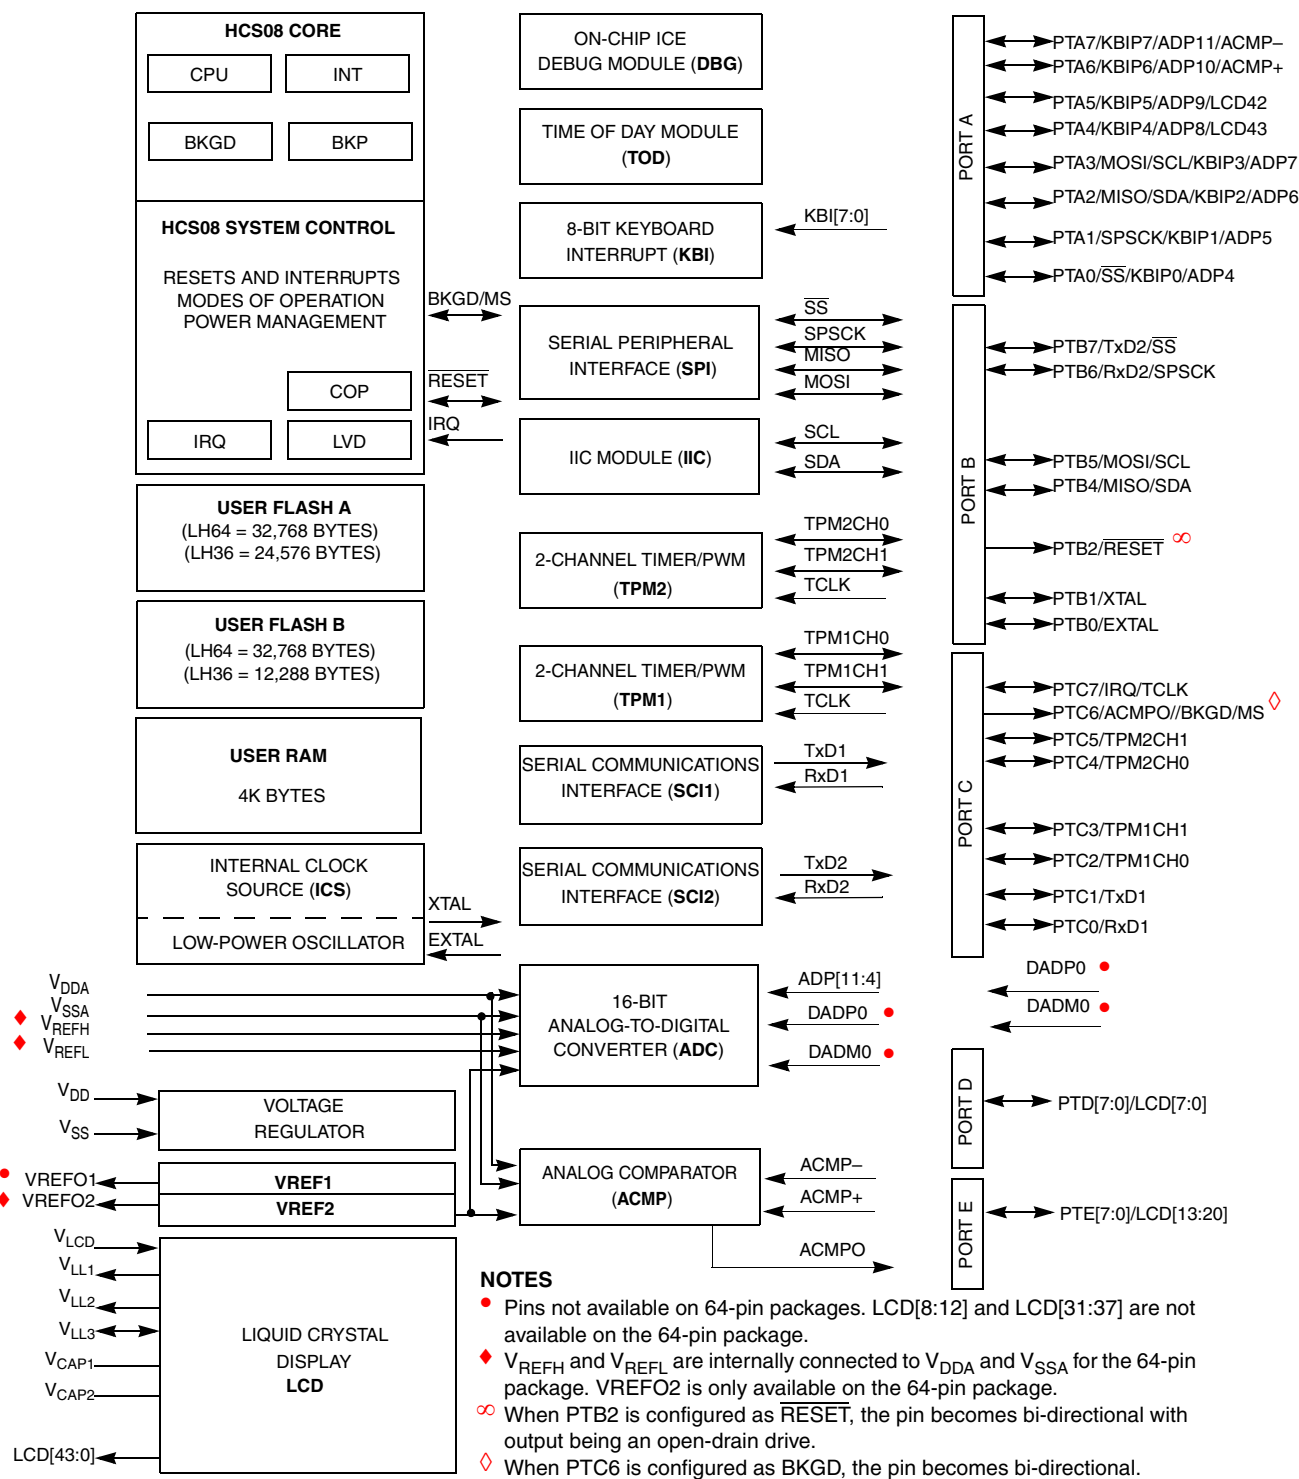 HCS08 CORE
CPU
INT
BKGD
BKP
HCS08 SYSTEM CONTROL
RESETS AND INTERRUPTS
MODES OF OPERATION
POWER MANAGEMENT
COP
IRQ
LVD
BKGD/MS
RESET
IRQ
USER FLASH A
(LH64 = 32,768 BYTES)
(LH36 = 24,576 BYTES)
USER FLASH B
(LH64 = 32,768 BYTES)
(LH36 = 12,288 BYTES)
USER RAM
4K BYTES
INTERNAL CLOCK
SOURCE (ICS)
LOW-POWER OSCILLATOR
XTAL
EXTAL
VDDA
VSSA
♦ VREFH
♦ VREFL
VDD
VSS
VOLTAGE
REGULATOR
• VREFO1
♦ VREFO2
VREF1
VREF2
VLCD
VLL1
VLL2
VLL3
VCAP1
VCAP2
LCD[43:0]
LIQUID CRYSTAL
DISPLAY
LCD
ON-CHIP ICE
DEBUG MODULE (DBG)
TIME OF DAY MODULE
(TOD)
8-BIT KEYBOARD
INTERRUPT (KBI)
KBI[7:0]
SERIAL PERIPHERAL
INTERFACE (SPI)
SS
SPSCK
MISO
MOSI
IIC MODULE (IIC)
SCL
SDA
2-CHANNEL TIMER/PWM
(TPM2)
TPM2CH0
TPM2CH1
TCLK
2-CHANNEL TIMER/PWM
(TPM1)
TPM1CH0
TPM1CH1
TCLK
SERIAL COMMUNICATIONS
INTERFACE (SCI1)
TxD1
RxD1
SERIAL COMMUNICATIONS
INTERFACE (SCI2)
TxD2
RxD2
16-BIT
ANALOG-TO-DIGITAL
CONVERTER (ADC)
ADP[11:4]
DADP0 •
DADM0 •
ANALOG COMPARATOR
(ACMP)
ACMP–
ACMP+
ACMPO
PORT A
PTA7/KBIP7/ADP11/ACMP–
PTA6/KBIP6/ADP10/ACMP+
PTA5/KBIP5/ADP9/LCD42
PTA4/KBIP4/ADP8/LCD43
PTA3/MOSI/SCL/KBIP3/ADP7
PTA2/MISO/SDA/KBIP2/ADP6
PTA1/SPSCK/KBIP1/ADP5
PTA0/SS/KBIP0/ADP4
PORT B
PTB7/TxD2/SS
PTB6/RxD2/SPSCK
PTB5/MOSI/SCL
PTB4/MISO/SDA
PTB2/RESET ∞
PTB1/XTAL
PTB0/EXTAL
PORT C
PTC7/IRQ/TCLK
PTC6/ACMPO//BKGD/MS ◊
PTC5/TPM2CH1
PTC4/TPM2CH0
PTC3/TPM1CH1
PTC2/TPM1CH0
PTC1/TxD1
PTC0/RxD1
DADP0 •
DADM0 •
PORT D
PTD[7:0]/LCD[7:0]
PORT E
PTE[7:0]/LCD[13:20]
NOTES
• Pins not available on 64-pin packages. LCD[8:12] and LCD[31:37] are not
available on the 64-pin package.
♦ VREFH and VREFL are internally connected to VDDA and VSSA for the 64-pin
package. VREFO2 is only available on the 64-pin package.
∞ When PTB2 is configured as RESET, the pin becomes bi-directional with
output being an open-drain drive.
◊ When PTC6 is configured as BKGD, the pin becomes bi-directional.